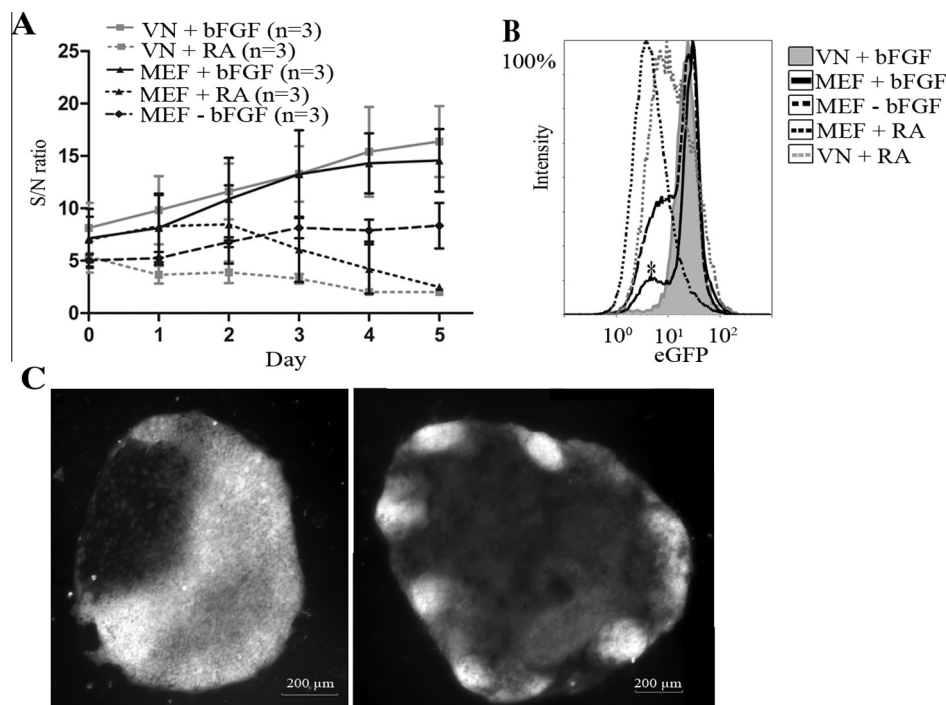 A
VN + bFGF (n=3)
VN + RA (n=3)
MEF + bFGF (n=3)
MEF + RA (n=3)
MEF - bFGF (n=3)
25
20
15
10
5
0
S/N ratio
0 1 2 3 4 5
Day
B
100%
Intensity
*
10⁰ 10¹ 10²
eGFP
VN + bFGF
MEF + bFGF
MEF - bFGF
MEF + RA
VN + RA
C
200 µm
200 µm